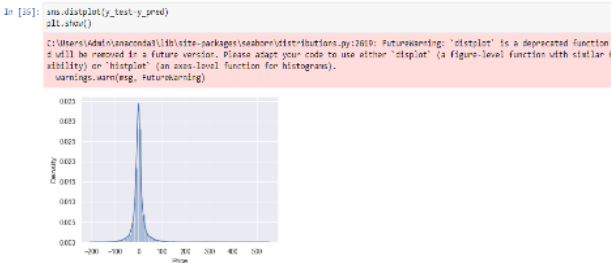 In [35]: sns.distplot(y_test-y_pred)
plt.show()
C:\Users\Admin\anaconda3\lib\site-packages\seaborn\distributions.py:2619: FutureWarning: `distplot` is a deprecated function
d will be removed in a future version. Please adapt your code to use either `displot` (a figure-level function with similar
xibility) or `histplot` (an axes-level function for histograms).
warnings.warn(msg, FutureWarning)
Density
-200 -100 0 100 200 300 400 500
Price